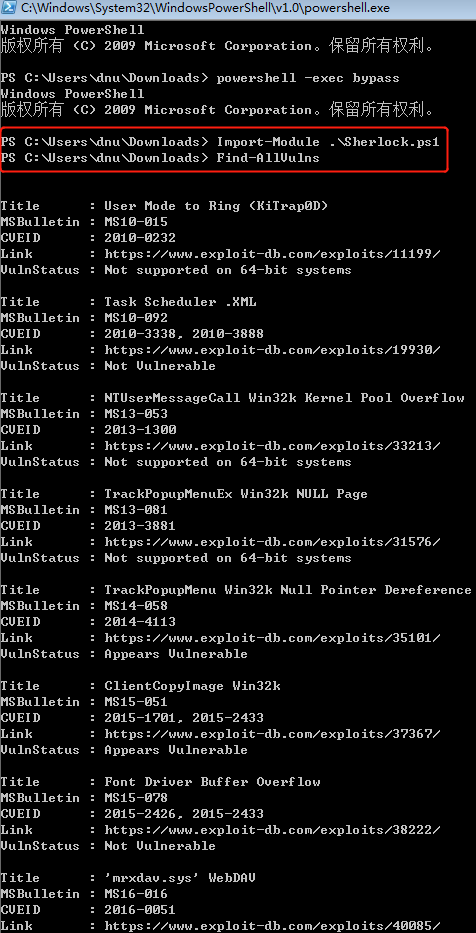 C:\Windows\System32\WindowsPowerShell\v1.0\powershell.exe
Windows PowerShell
版权所有 (C) 2009 Microsoft Corporation。保留所有权利。
PS C:\Users\dnu\Downloads> powershell -exec bypass
Windows PowerShell
版权所有 (C) 2009 Microsoft Corporation。保留所有权利。
PS C:\Users\dnu\Downloads> Import-Module .\Sherlock.ps1
PS C:\Users\dnu\Downloads> Find-AllVulns
Title      : User Mode to Ring (KiTrap0D)
MSBulletin : MS10-015
CVEID      : 2010-0232
Link       : https://www.exploit-db.com/exploits/11199/
VulnStatus : Not supported on 64-bit systems
Title      : Task Scheduler .XML
MSBulletin : MS10-092
CVEID      : 2010-3338, 2010-3888
Link       : https://www.exploit-db.com/exploits/19930/
VulnStatus : Not Vulnerable
Title      : NTUserMessageCall Win32k Kernel Pool Overflow
MSBulletin : MS13-053
CVEID      : 2013-1300
Link       : https://www.exploit-db.com/exploits/33213/
VulnStatus : Not supported on 64-bit systems
Title      : TrackPopupMenuEx Win32k NULL Page
MSBulletin : MS13-081
CVEID      : 2013-3881
Link       : https://www.exploit-db.com/exploits/31576/
VulnStatus : Not supported on 64-bit systems
Title      : TrackPopupMenu Win32k Null Pointer Dereference
MSBulletin : MS14-058
CVEID      : 2014-4113
Link       : https://www.exploit-db.com/exploits/35101/
VulnStatus : Appears Vulnerable
Title      : ClientCopyImage Win32k
MSBulletin : MS15-051
CVEID      : 2015-1701, 2015-2433
Link       : https://www.exploit-db.com/exploits/37367/
VulnStatus : Appears Vulnerable
Title      : Font Driver Buffer Overflow
MSBulletin : MS15-078
CVEID      : 2015-2426, 2015-2433
Link       : https://www.exploit-db.com/exploits/38222/
VulnStatus : Not Vulnerable
Title      : 'mrxdav.sys' WebDAV
MSBulletin : MS16-016
CVEID      : 2016-0051
Link       : https://www.exploit-db.com/exploits/40085/